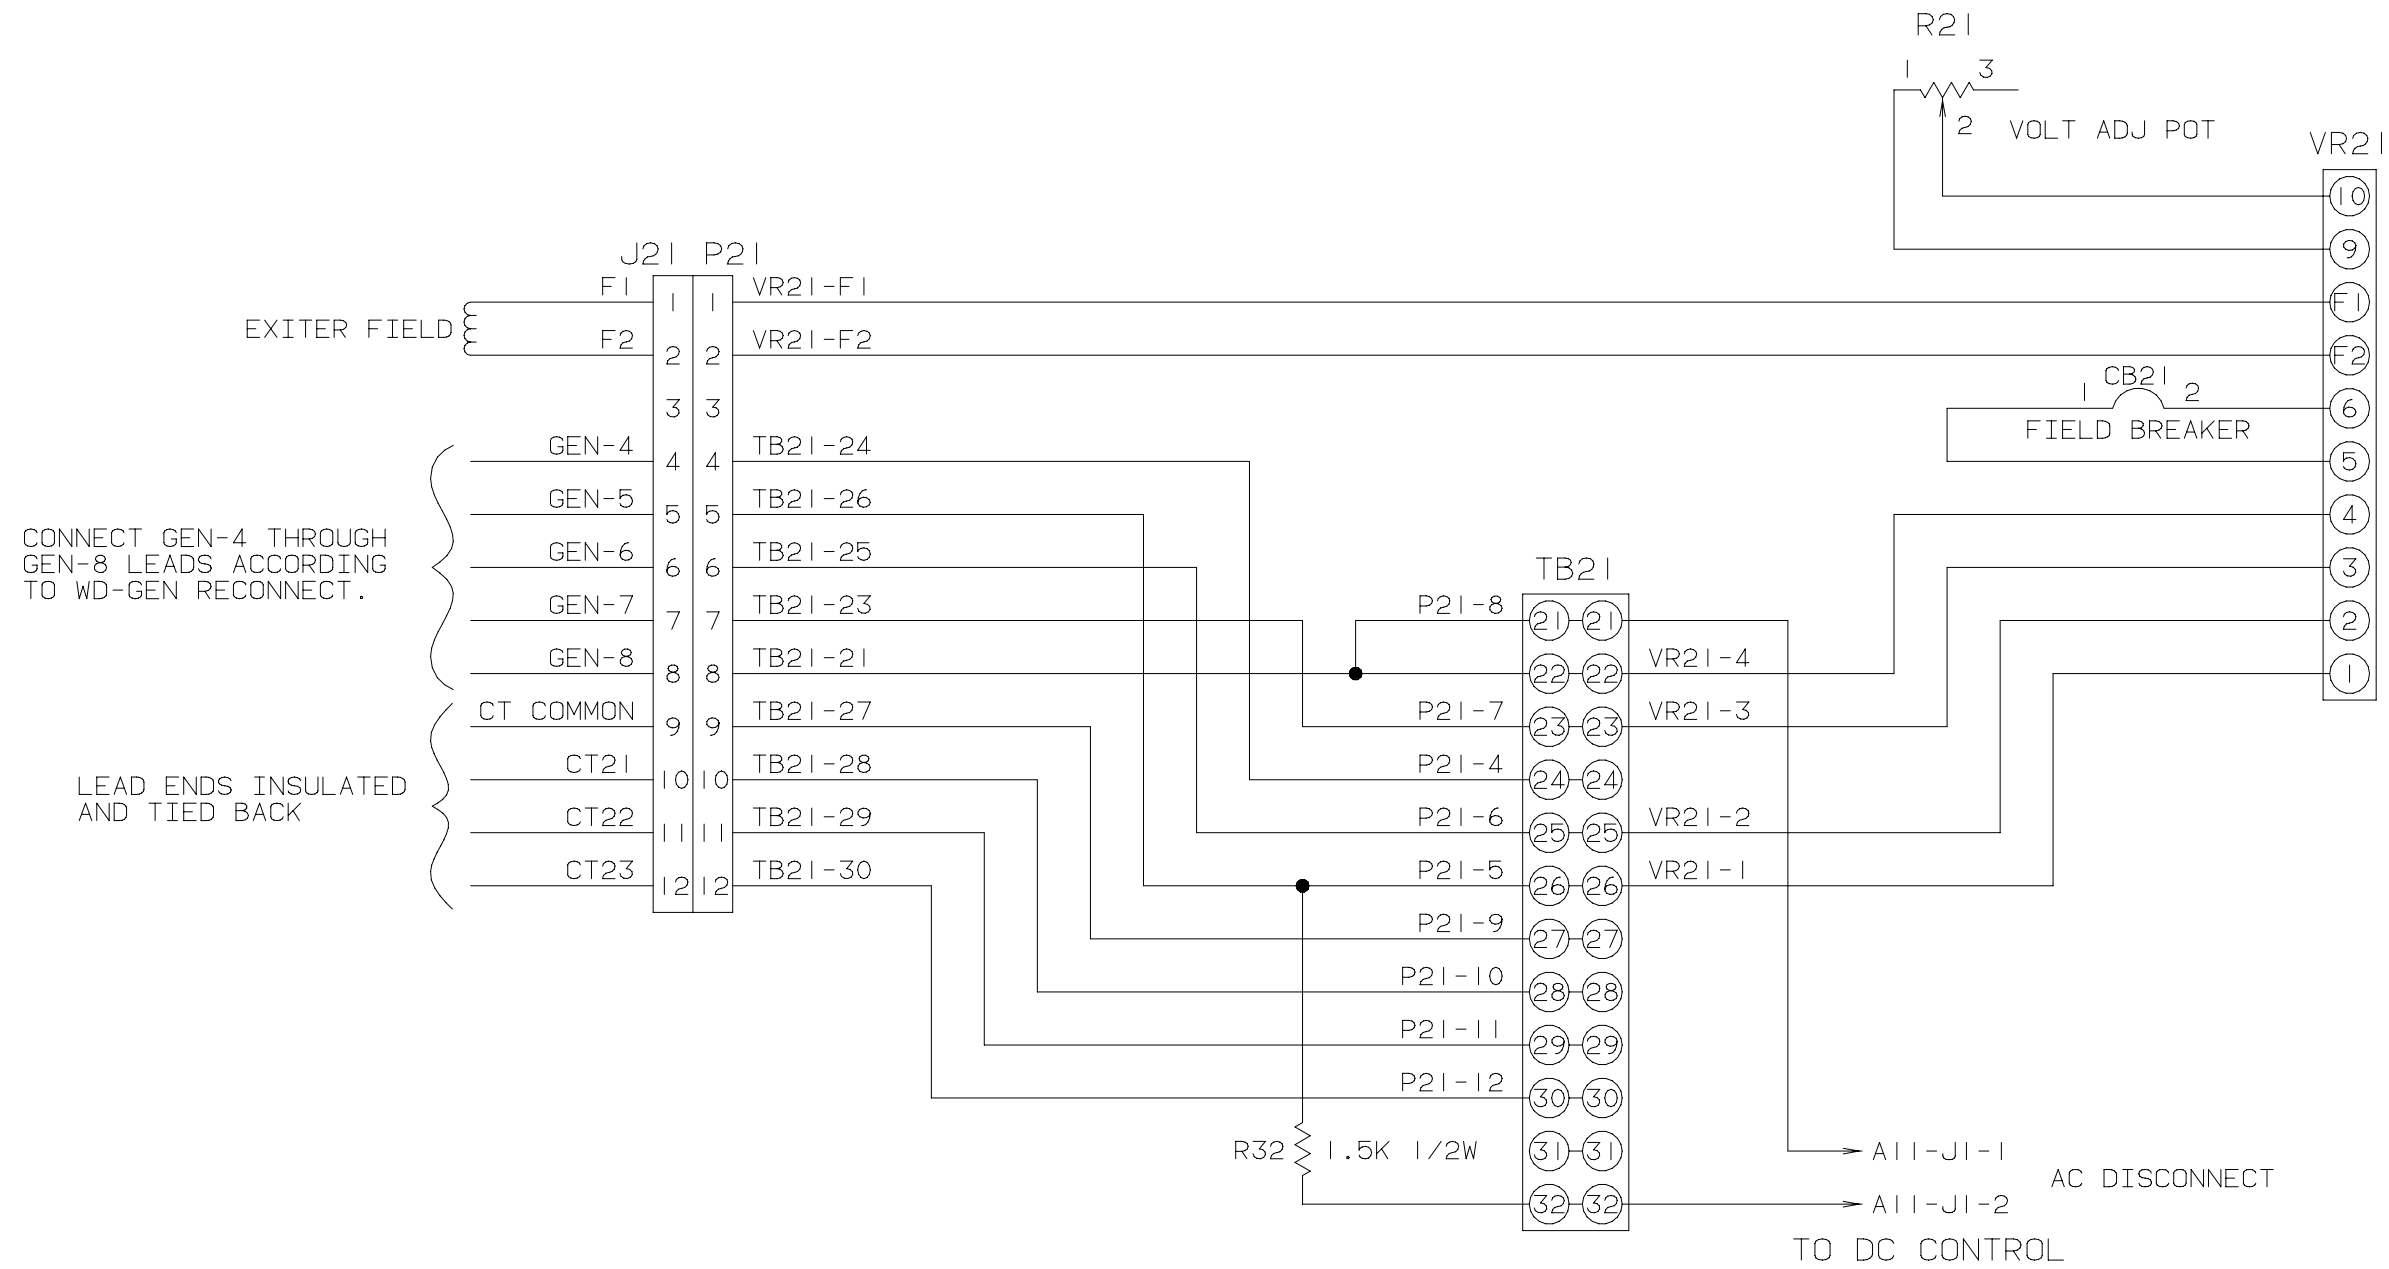 R21
1 3
2 VOLT ADJ POT
VR21
10
9
F1
F2
6
5
4
3
2
1
CB21
1 2
FIELD BREAKER
J21 P21
F1 1 1 VR21-F1
EXITER FIELD
F2 2 2 VR21-F2
3 3
GEN-4 4 4 TB21-24
GEN-5 5 5 TB21-26
GEN-6 6 6 TB21-25
GEN-7 7 7 TB21-23
GEN-8 8 8 TB21-21
CT COMMON 9 9 TB21-27
CT21 10 10 TB21-28
CT22 11 11 TB21-29
CT23 12 12 TB21-30
CONNECT GEN-4 THROUGH
GEN-8 LEADS ACCORDING
TO WD-GEN RECONNECT.
LEAD ENDS INSULATED
AND TIED BACK
TB21
P21-8 21 21
22 22 VR21-4
P21-7 23 23 VR21-3
P21-4 24 24
P21-6 25 25 VR21-2
P21-5 26 26 VR21-1
P21-9 27 27
P21-10 28 28
P21-11 29 29
P21-12 30 30
R32 1.5K 1/2W 31 31 A11-J1-1
AC DISCONNECT
32 32 A11-J1-2
TO DC CONTROL